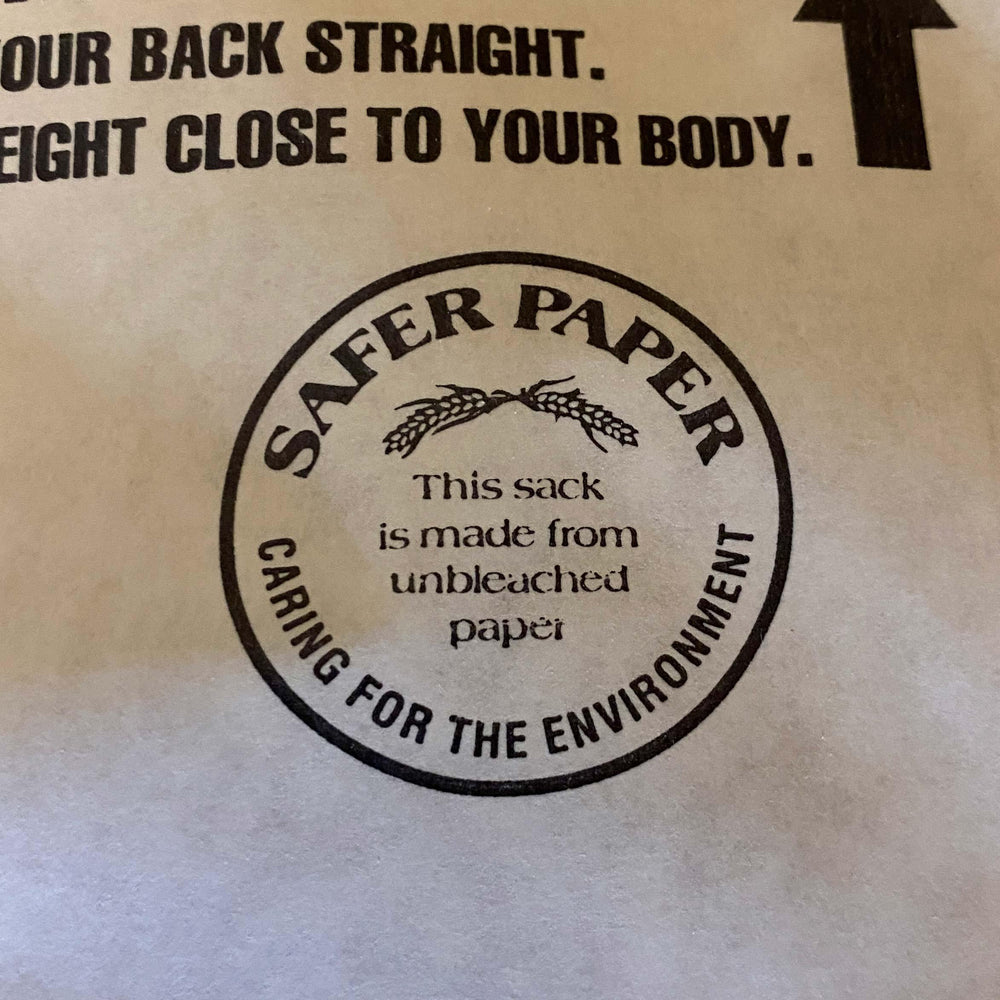 OUR BACK STRAIGHT.
EIGHT CLOSE TO YOUR BODY.
SAFER PAPER
This sack
is made from
unbleached
paper
CARING FOR THE ENVIRONMENT